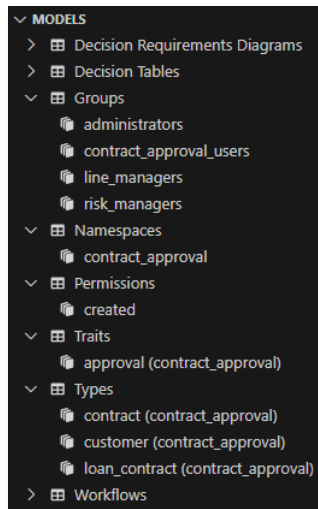 MODELS
Decision Requirements Diagrams
Decision Tables
Groups
administrators
contract_approval_users
line_managers
risk_managers
Namespaces
contract_approval
Permissions
created
Traits
approval (contract_approval)
Types
contract (contract_approval)
customer (contract_approval)
loan_contract (contract_approval)
Workflows